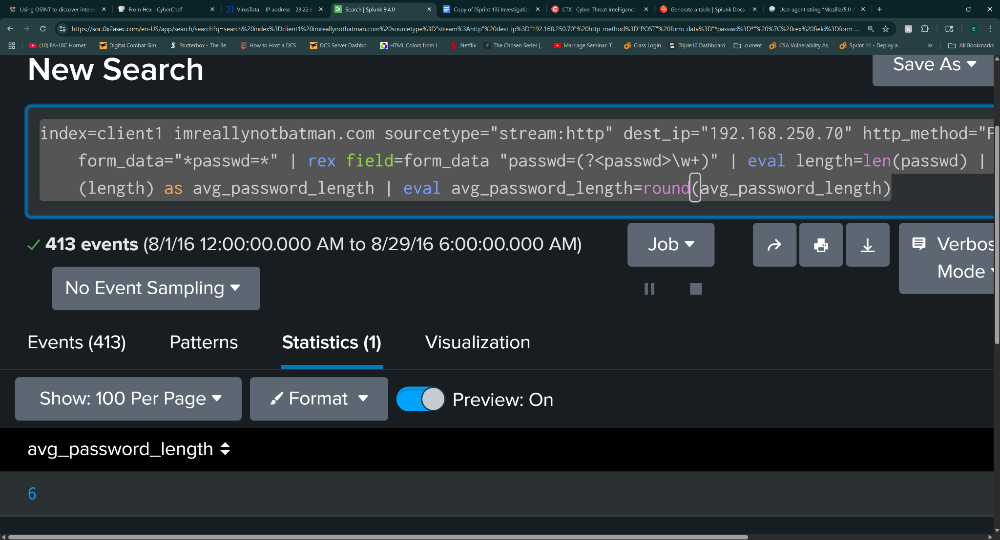 Using OSINT to discover interes
From Hex - CyberChef
VirusTotal - IP address - 23.22.6
Search | Splunk 9.4.0
Copy of [Sprint 13] Investigatio
CTX | Cyber Threat Intelligence
Generate a table | Splunk Docs
User agent string "Mozilla/5.0 (
https://soc.0x2asec.com/en-US/app/search/search?q=search%20index%3Dclient1%20imreallynotbatman.com%20sourcetype%3D"stream%3Ahttp"%20dest_ip%3D"192.168.250.70"%20http_method%3D"POST"%20form_data%3D"*passwd%3D*"%20%7C%20rex%20field%3Dform_...
S
(10) FA-18C Hornet:...
Digital Combat Sim...
Stutterbox - The Be...
How to Host a DCS...
DCS Server Dashbo...
HTML Colors from I...
Netflix
The Chosen Series |...
Marriage Seminar: T...
Class Login
Triple10 Dashboard
current
CSA Vulnerability As...
Sprint 11 - Deploy a...
»
All Bookmarks
New Search
Save As
index=client1 imreallynotbatman.com sourcetype="stream:http" dest_ip="192.168.250.70" http_method="P
form_data="*passwd=*" | rex field=form_data "passwd=(?<passwd>\w+)" | eval length=len(passwd) |
(length) as avg_password_length | eval avg_password_length=round(avg_password_length)
413 events (8/1/16 12:00:00.000 AM to 8/29/16 6:00:00.000 AM)
Job
Verbos
Mode
No Event Sampling
Events (413)
Patterns
Statistics (1)
Visualization
Show: 100 Per Page
Format
Preview: On
avg_password_length
6